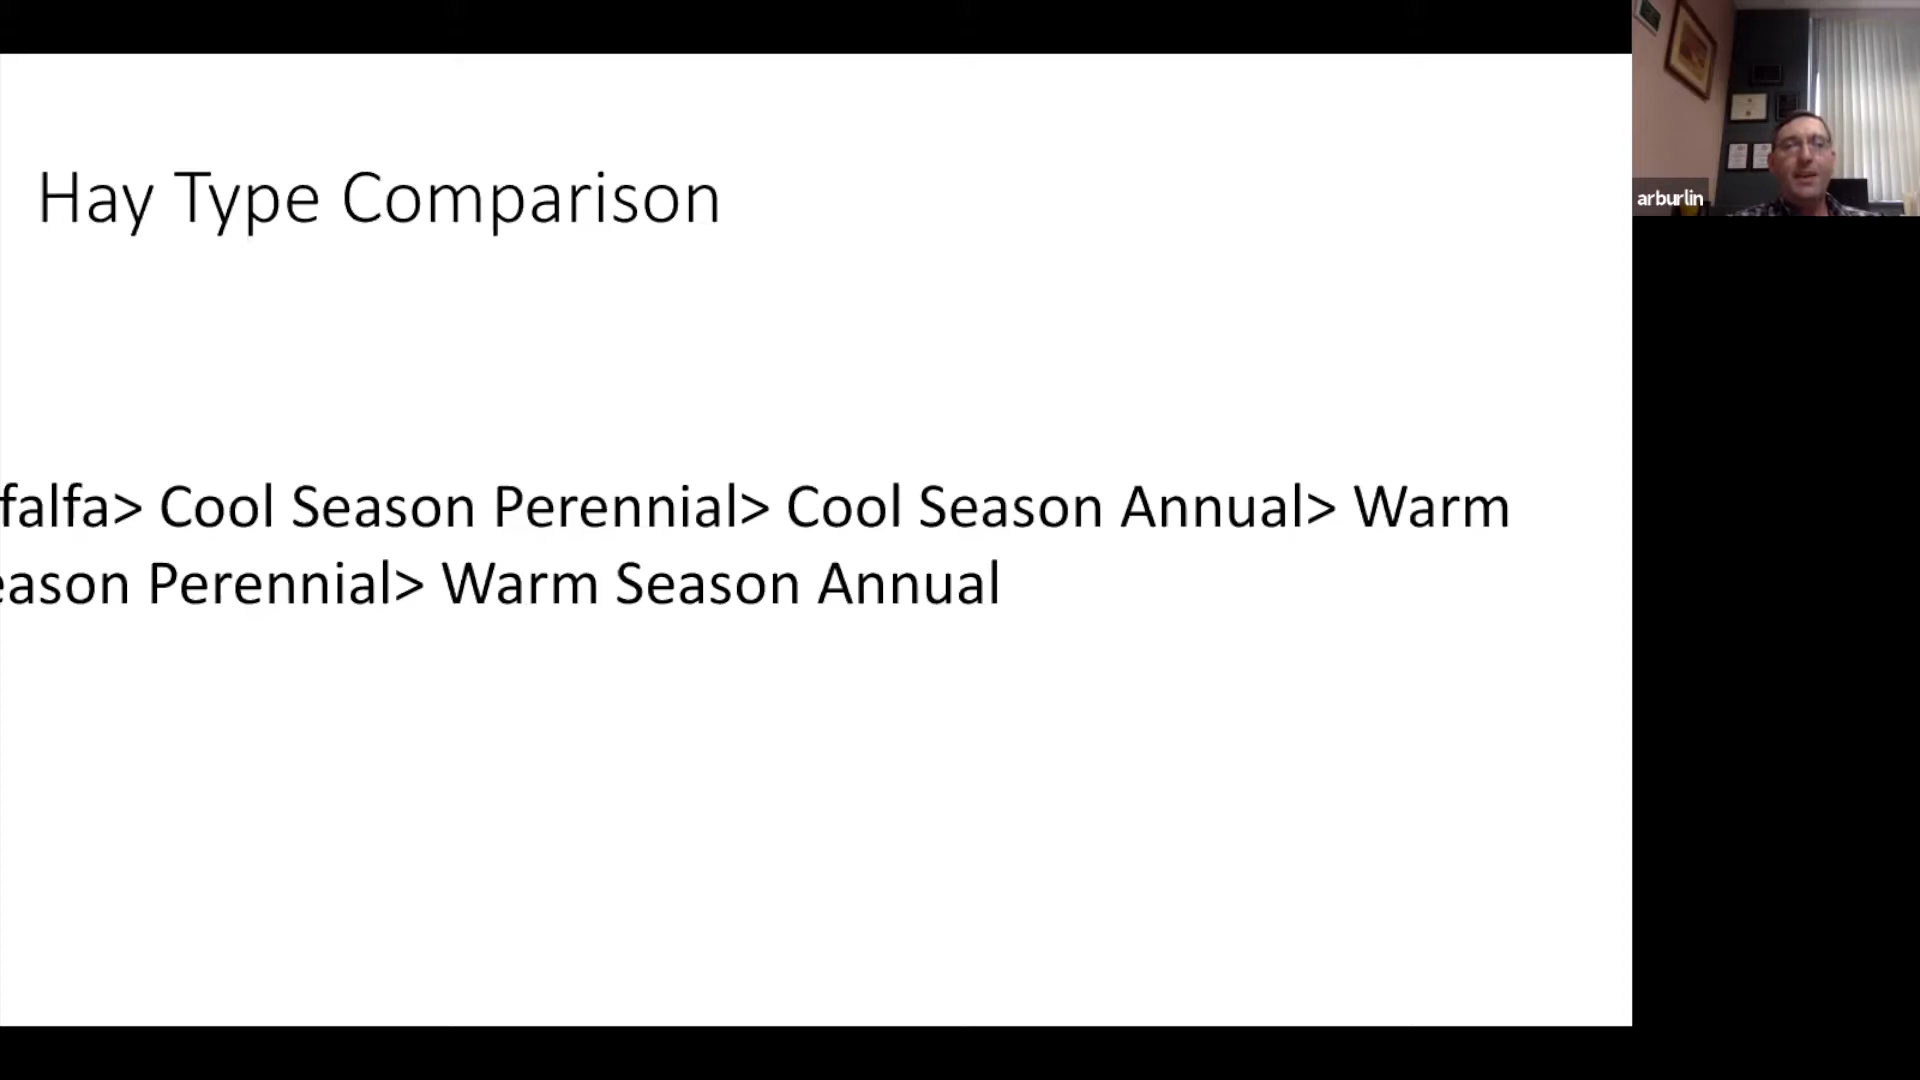 Hay Type Comparison
falfa> Cool Season Perennial> Cool Season Annual> Warm
eason Perennial> Warm Season Annual
arburlin